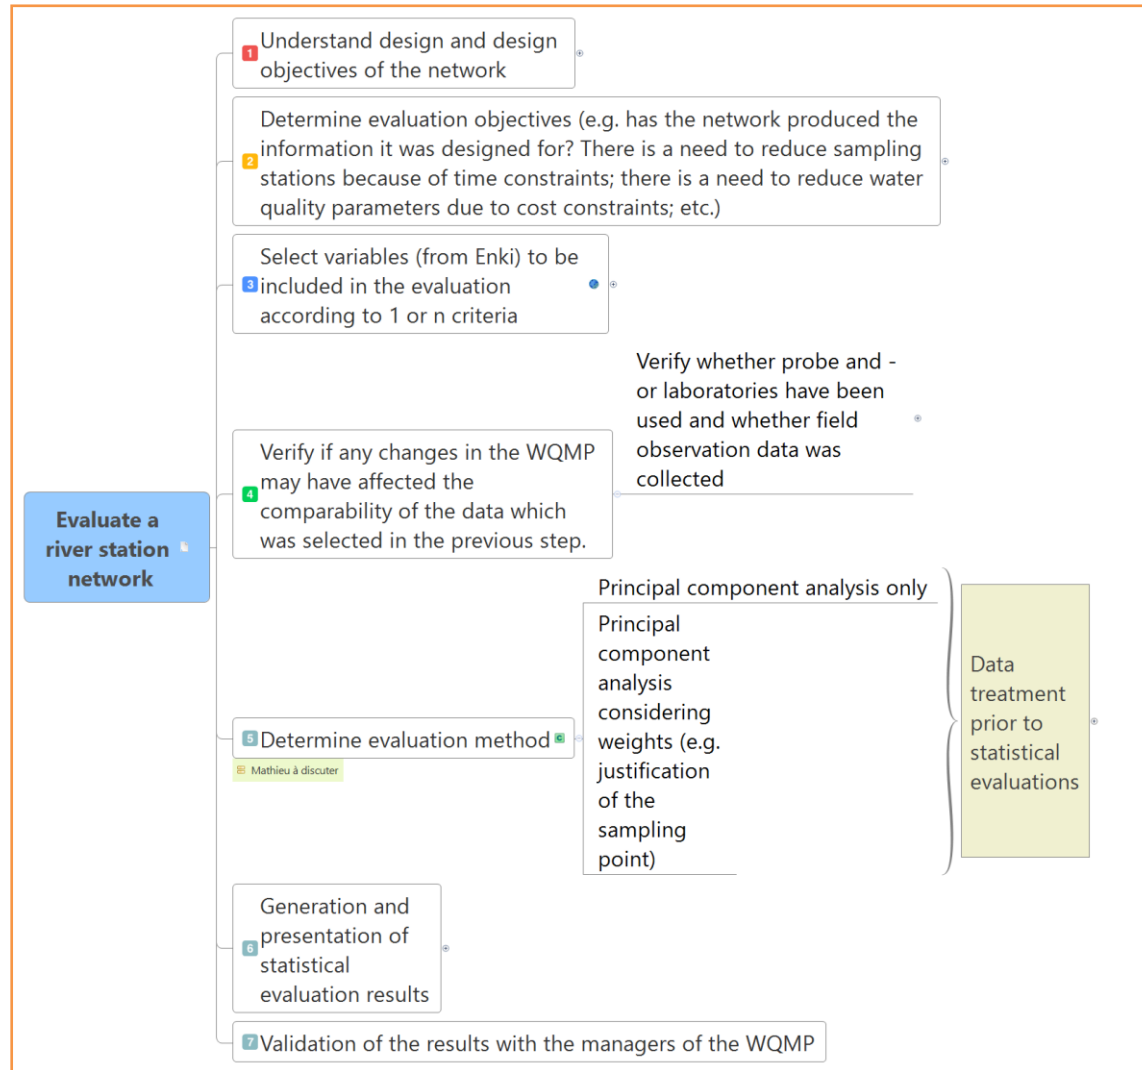 1
Understand design and design
objectives of the network
2
Determine evaluation objectives (e.g. has the network produced the
information it was designed for? There is a need to reduce sampling
stations because of time constraints; there is a need to reduce water
quality parameters due to cost constraints; etc.)
3
Select variables (from Enki) to be
included in the evaluation
according to 1 or n criteria
4
Verify if any changes in the WQMP
may have affected the
comparability of the data which
was selected in the previous step.
Verify whether probe and -
or laboratories have been
used and whether field
observation data was
collected
Evaluate a
river station
network
5
Determine evaluation method
C
Mathieu à discuter
Principal component analysis only
Principal
component
analysis
considering
weights (e.g.
justification
of the
sampling
point)
Data
treatment
prior to
statistical
evaluations
6
Generation and
presentation of
statistical
evaluation results
7
Validation of the results with the managers of the WQMP